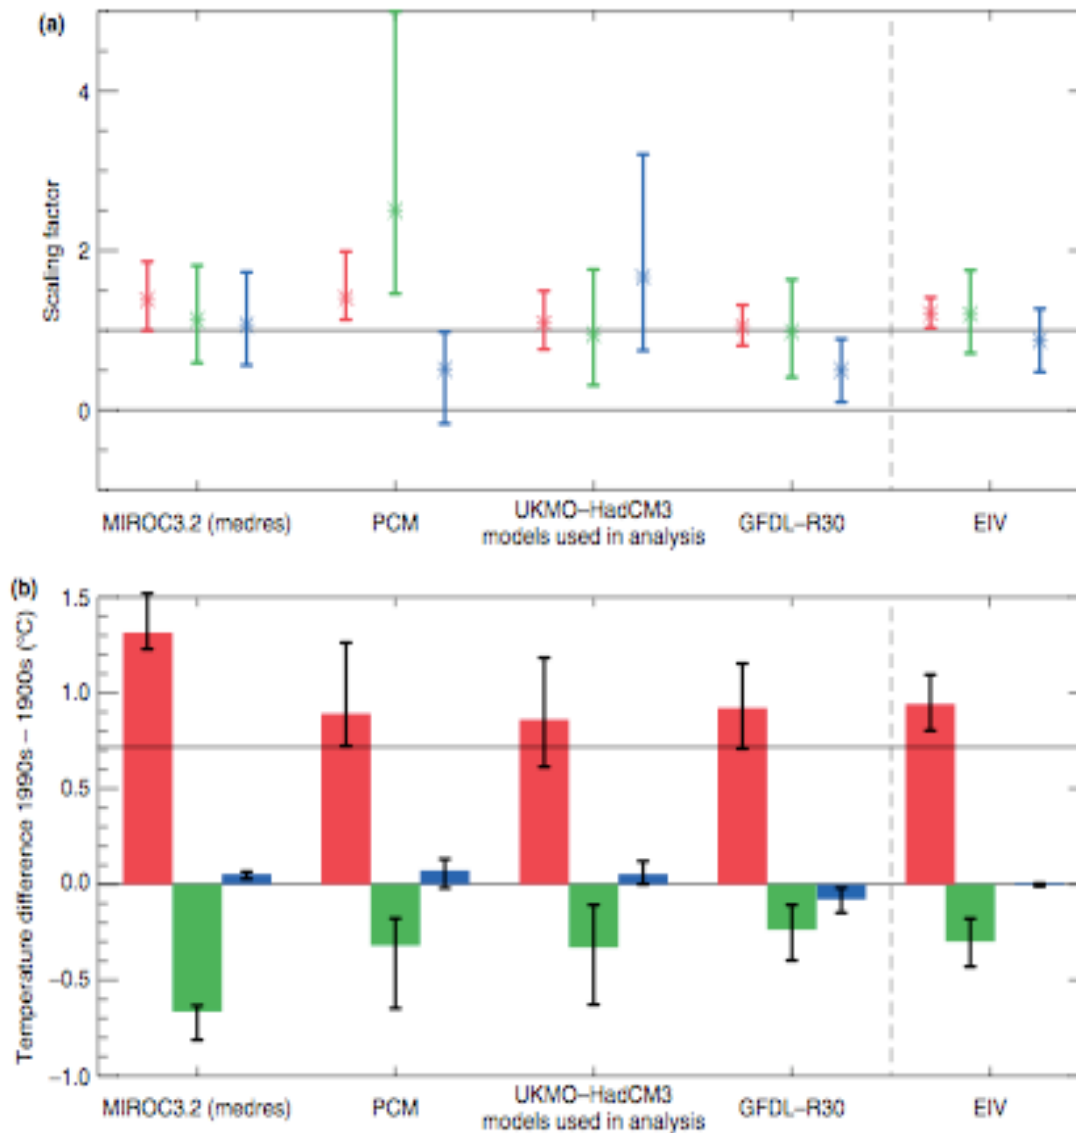 (a)
Scaling factor
4
2
0
MIROC3.2 (medres)
PCM
UKMO–HadCM3
models used in analysis
GFDL–R30
EIV
(b)
Temperature difference 1990s – 1900s (°C)
1.5
1.0
0.5
0.0
–0.5
–1.0
MIROC3.2 (medres)
PCM
UKMO–HadCM3
models used in analysis
GFDL–R30
EIV